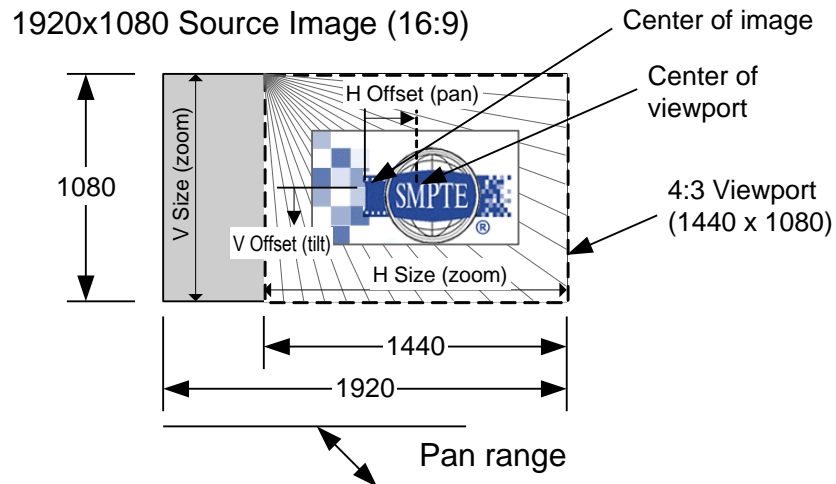 1920x1080 Source Image (16:9)
Center of image
Center of
viewport
H Offset (pan)
V Size (zoom)
1080
SMPTE
®
4:3 Viewport
(1440 x 1080)
V Offset (tilt)
H Size (zoom)
1440
1920
Pan range